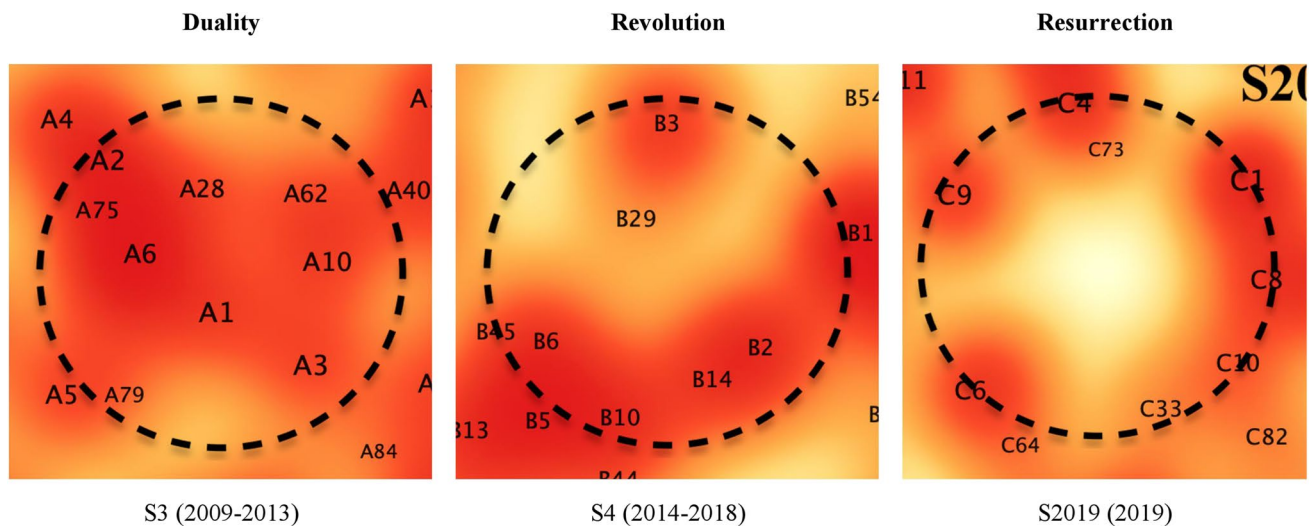 Duality
Revolution
Resurrection
A4
A2
A28
A62
A40
A75
A6
A10
A1
A3
A5
A79
A84
B54
B3
B29
B1
B45
B6
B2
B14
B5
B10
B13
B44
11
S20
C4
C73
C1
C9
C8
C10
C6
C33
C64
C82
S3 (2009-2013)
S4 (2014-2018)
S2019 (2019)